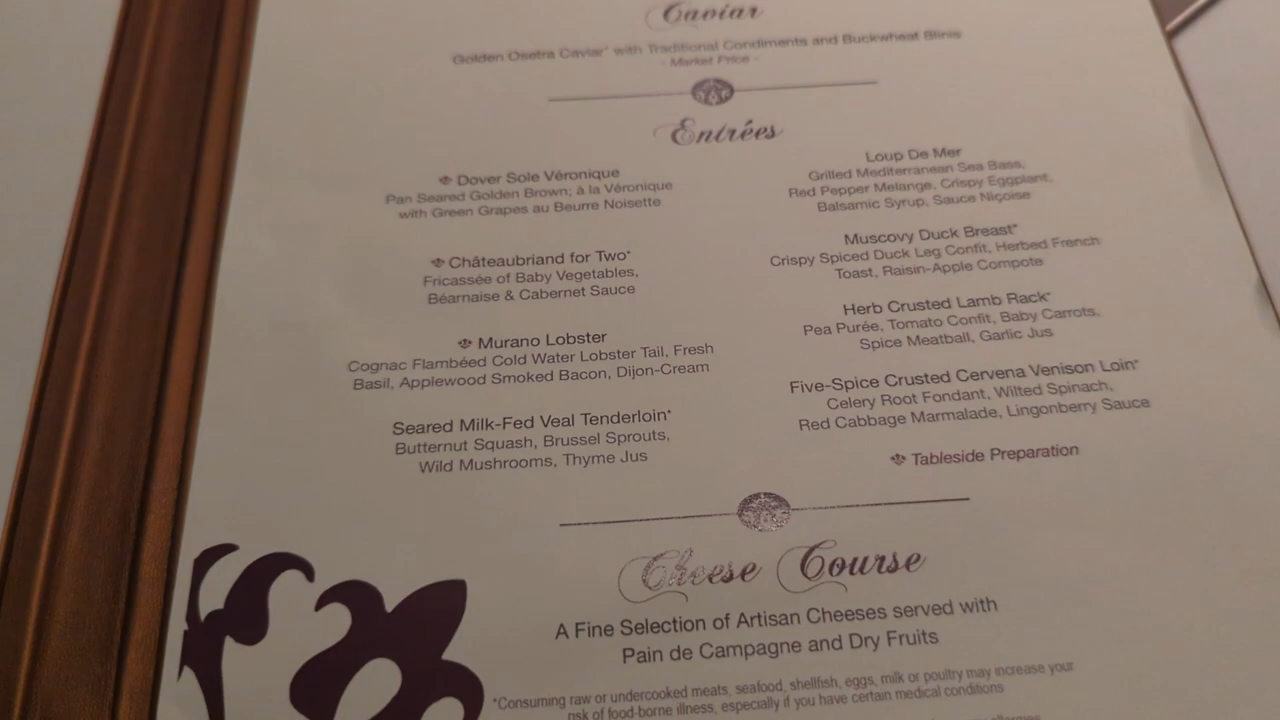 Caviar
Golden Osetra Caviar* with Traditional Condiments and Buckwheat Blinis
- Market Price -
Entrées
Dover Sole Véronique
Pan Seared Golden Brown; à la Véronique
with Green Grapes au Beurre Noisette
Châteaubriand for Two*
Fricassée of Baby Vegetables,
Béarnaise & Cabernet Sauce
Murano Lobster
Cognac Flambéed Cold Water Lobster Tail, Fresh
Basil, Applewood Smoked Bacon, Dijon-Cream
Seared Milk-Fed Veal Tenderloin*
Butternut Squash, Brussel Sprouts,
Wild Mushrooms, Thyme Jus
Loup De Mer
Grilled Mediterranean Sea Bass,
Red Pepper Melange, Crispy Eggplant,
Balsamic Syrup, Sauce Niçoise
Muscovy Duck Breast*
Crispy Spiced Duck Leg Confit, Herbed French
Toast, Raisin-Apple Compote
Herb Crusted Lamb Rack*
Pea Purée, Tomato Confit, Baby Carrots,
Spice Meatball, Garlic Jus
Five-Spice Crusted Cervena Venison Loin*
Celery Root Fondant, Wilted Spinach,
Red Cabbage Marmalade, Lingonberry Sauce
Tableside Preparation
Cheese Course
A Fine Selection of Artisan Cheeses served with
Pain de Campagne and Dry Fruits
*Consuming raw or undercooked meats, seafood, shellfish, eggs, milk or poultry may increase your
risk of food-borne illness, especially if you have certain medical conditions